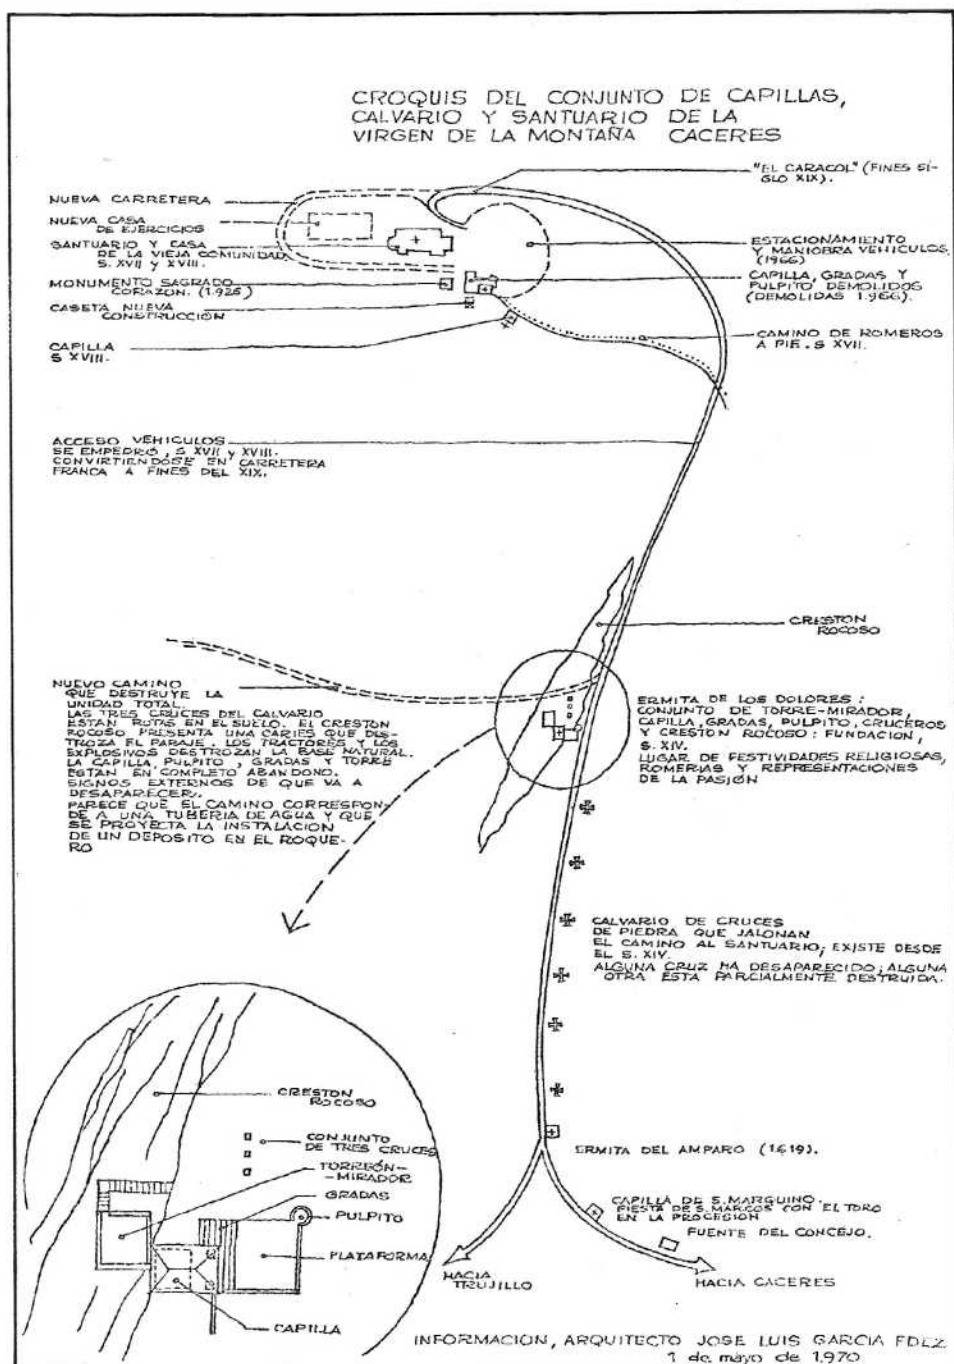 CROQUIS DEL CONJUNTO DE CAPILLAS,
CALVARIO Y SANTUARIO DE LA
VIRGEN DE LA MONTAÑA CACERES
"EL CARACOL" (FINES SI-
GLO XIX).
NUEVA CARRETERA
NUEVA CASA
DE EJERCICIOS
SANTUARIO Y CASA
DE LA VIEJA COMUNIDAD
S. XVII y XVIII.
MONUMENTO SAGRADO
CORAZON. (1.925)
CASETA NUEVA
CONSTRUCCIÓN
CAPILLA
S XVIII.
ESTACIONAMIENTO
Y MANIOBRA VEHICULOS.
(1966)
CAPILLA, GRADAS Y
PULPITO DEMOLIDOS
(DEMOLIDAS 1.966).
CAMINO DE ROMEROS
A PIE. S XVII.
ACCESO VEHICULOS
SE EMPEDRO, S XVII y XVIII.
CONVIRTIENDOSE EN CARRETERA
FRANCA A FINES DEL XIX.
CRESTON
ROCOSO
NUEVO CAMINO
QUE DESTRUYE LA
UNIDAD TOTAL.
LAS TRES CRUCES DEL CALVARIO
ESTAN ROTAS EN EL SUELO. EL CRESTON
ROCOSO PRESENTA UNA CARIES QUE DES-
TROZA EL PARAJE. LOS TRACTORES Y LOS
EXPLOSIVOS DESTROZAN LA BASE NATURAL.
LA CAPILLA, PULPITO, GRADAS Y TORRE
ESTAN EN COMPLETO ABANDONO.
SIGNOS EXTERNOS DE QUE VA A
DESAPARECER.
PARECE QUE EL CAMINO CORRESPON-
DE A UNA TUBERIA DE AGUA Y QUE
SE PROYECTA LA INSTALACION
DE UN DEPOSITO EN EL ROQUE-
RO
ERMITA DE LOS DOLORES:
CONJUNTO DE TORRE-MIRADOR,
CAPILLA, GRADAS, PULPITO, CRUCEROS
Y CRESTON ROCOSO: FUNDACION,
S. XIV.
LUGAR DE FESTIVIDADES RELIGIOSAS,
ROMERIAS Y REPRESENTACIONES
DE LA PASIÓN
CALVARIO DE CRUCES
DE PIEDRA QUE JALONAN
EL CAMINO AL SANTUARIO, EXISTE DESDE
EL S. XIV.
ALGUNA CRUZ HA DESAPARECIDO, ALGUNA
OTRA ESTA PARCIALMENTE DESTRUIDA.
CRESTON
ROCOSO
CONJUNTO
DE TRES CRUCES
TORREÓN-
-MIRADOR
GRADAS
PULPITO
PLATAFORMA
CAPILLA
ERMITA DEL AMPARO (1.619).
CAPILLA DE S. MARGUINO.
FIESTA DE S. MARCOS CON EL TORO
EN LA PROCESION
FUENTE DEL CONCEJO.
HACIA
TRUJILLO
HACIA CACERES
INFORMACION, ARQUITECTO JOSE LUIS GARCIA FDEZ
1 de mayo de 1.970